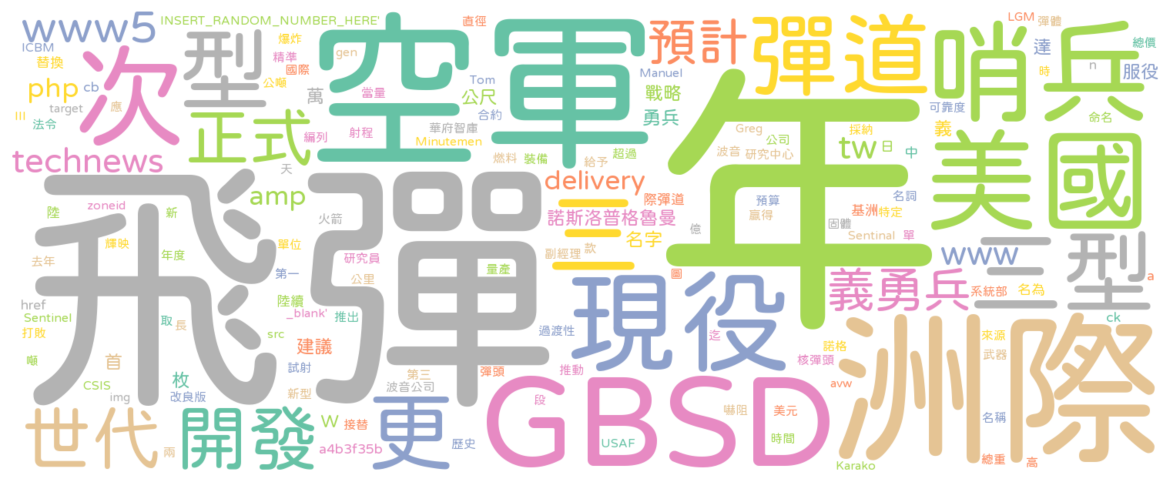 www5
INSERT_RANDOM_NUMBER_HERE'
ICBM
替換
次
型
爆炸
精準
國際
公噸
gen
空軍
直徑
Tom
合約
公尺
當量
預計
Manuel
戰略
勇兵
彈道
哨兵
達
LGM
彈體
時
n
總價
服役
可靠度
命名
php
cb
target
應
III
法令
technews
正式
萬
編列
射程
華府智庫
Minutemen
天
燃料
裝備
給予
超過
年
Greg
公司
採納
波音
研究中心
tw
日
中
義
美國
amp
delivery
三
際彈道
諾斯洛普格魯曼
名字
預算
贏得
名詞
基洲
特定
固體
Sentinal
單
億
zoneid
陸
新
輝映
去年
年度
單位
飛彈
火箭
研究員
公里
量產
副經理
款
圖
www
三型
a
義勇兵
系統部
名為
ck
第一
href
Sentinel
打敗
取
長
陸續
_blank'
推出
src
建議
試射
現役
過渡性
推動
迄
核彈頭
諾格
來源
武器
洲際
噸
首
CSIS
img
枚
改良版
新型
第三
波音公司
彈頭
段
GBSD
嚇阻
美元
avw
名稱
時間
世代
開發
兩
W
接替
a4b3f35b
更
歷史
USAF
Karako
總重
高